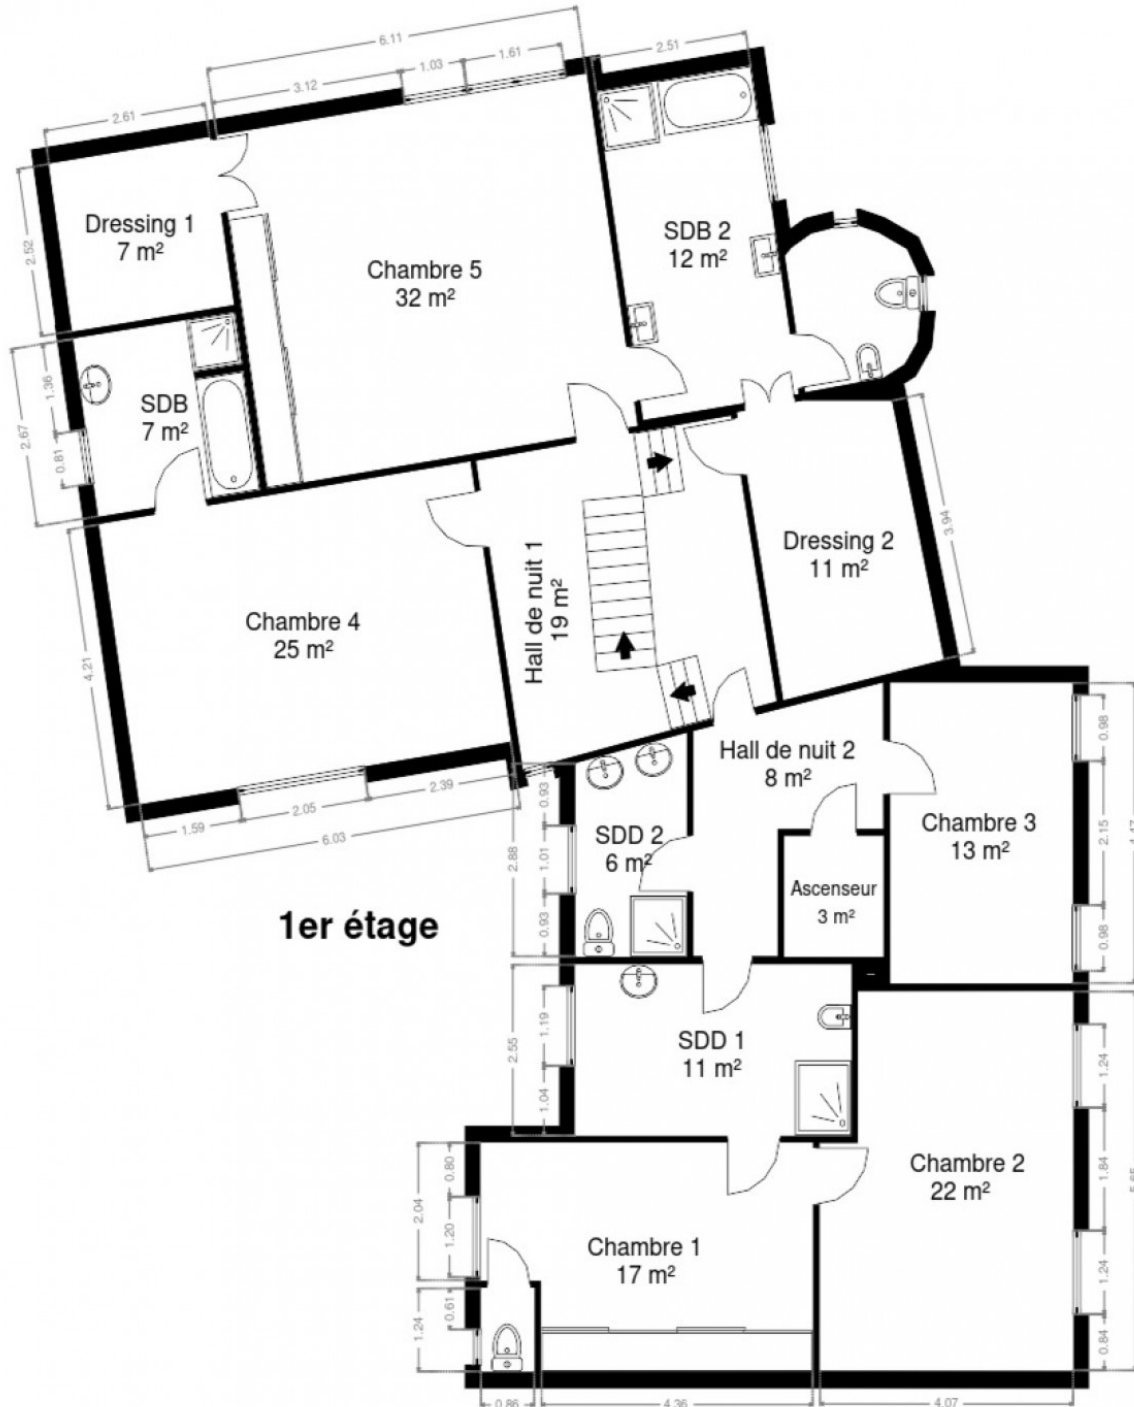 6.11
3.12
1.03
1.61
2.51
2.61
Dressing 1
7 m²
2.52
Chambre 5
32 m²
SDB 2
12 m²
2.67
1.36
0.81
SDB
7 m²
Dressing 2
11 m²
3.94
Hall de nuit 1
19 m²
Chambre 4
25 m²
4.21
1.59
2.05
2.39
6.03
Hall de nuit 2
8 m²
Chambre 3
13 m²
0.98
2.15
0.98
SDD 2
6 m²
2.88
0.93
1.01
0.93
Ascenseur
3 m²
1er étage
SDD 1
11 m²
2.55
1.19
1.04
Chambre 2
22 m²
1.24
1.84
1.24
0.84
Chambre 1
17 m²
2.04
0.80
1.20
1.24
0.61
0.86
4.36
4.07